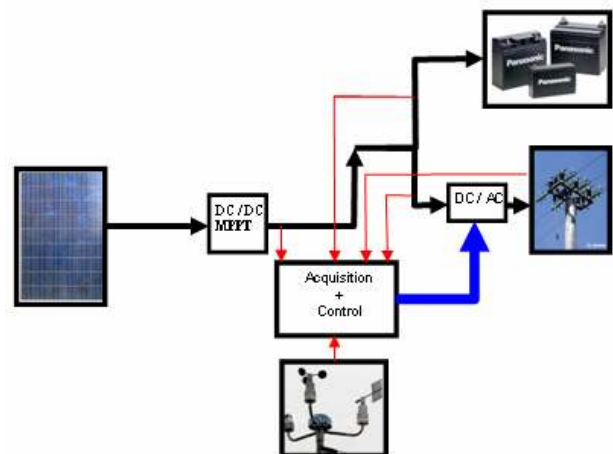 Panasonic
Panasonic
Panasonic
DC / DC
MPPT
DC / AC
Acquisition
+
Control